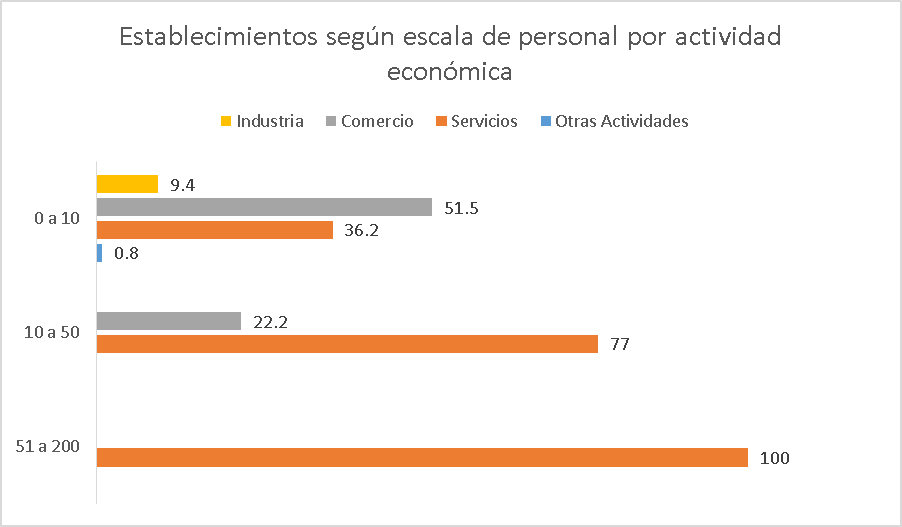 Establecimientos según escala de personal por actividad
económica
Industria Comercio Servicios Otras Actividades
9.4
0 a 10
51.5
36.2
0.8
22.2
10 a 50
77
51 a 200
100